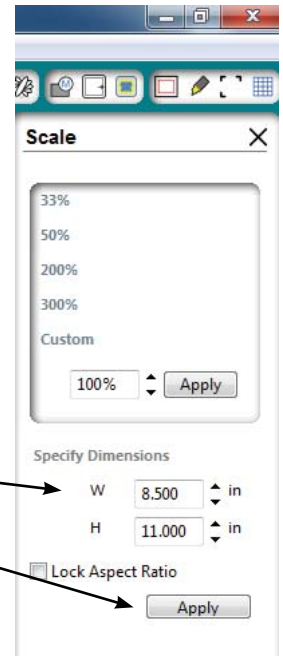 Scale
33%
50%
200%
300%
Custom
100% Apply
Specify Dimensions
W 8.500 in
H 11.000 in
Lock Aspect Ratio
Apply